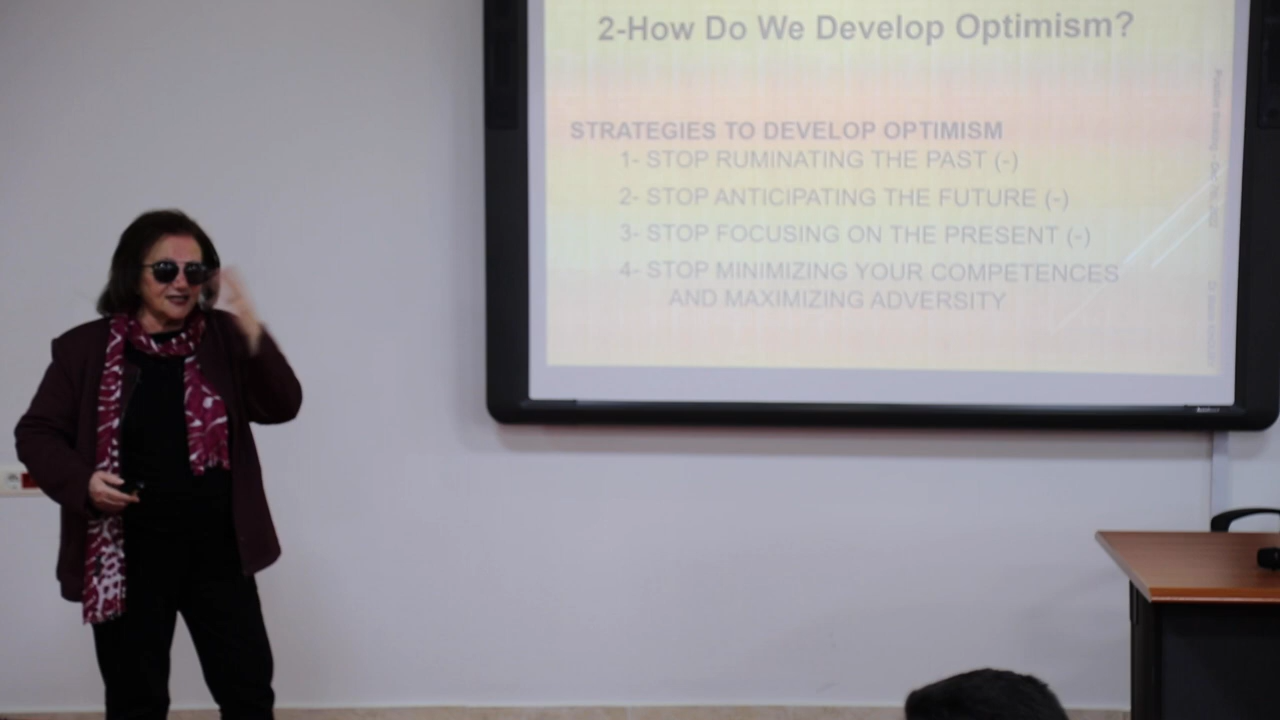 2-How Do We Develop Optimism?
STRATEGIES TO DEVELOP OPTIMISM
1- STOP RUMINATING THE PAST (-)
2- STOP ANTICIPATING THE FUTURE (-)
3- STOP FOCUSING ON THE PRESENT (-)
4- STOP MINIMIZING YOUR COMPETENCES
AND MAXIMIZING ADVERSITY